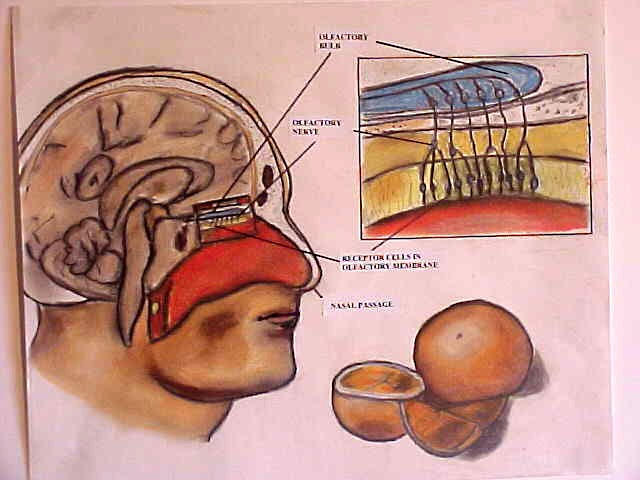 OLFACTORY
BULB
OLFACTORY
NERVE
RECEPTOR CELLS IN
OLFACTORY MEMBRANE
NASAL PASSAGE